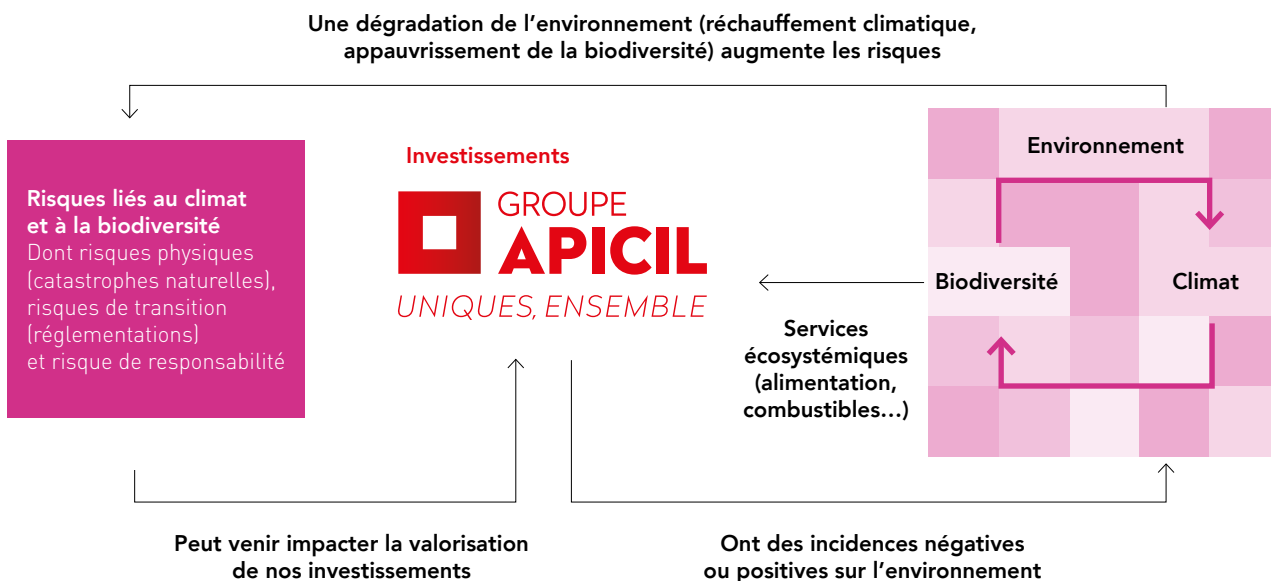 Une dégradation de l’environnement (réchauffement climatique,
appauvrissement de la biodiversité) augmente les risques
Risques liés au climat
et à la biodiversité
Dont risques physiques
(catastrophes naturelles),
risques de transition
(réglementations)
et risque de responsabilité
Investissements
GROUPE
APICIL
UNIQUES, ENSEMBLE
Services
écosystémiques
(alimentation,
combustibles…)
Environnement
Biodiversité
Climat
Peut venir impacter la valorisation
de nos investissements
Ont des incidences négatives
ou positives sur l’environnement